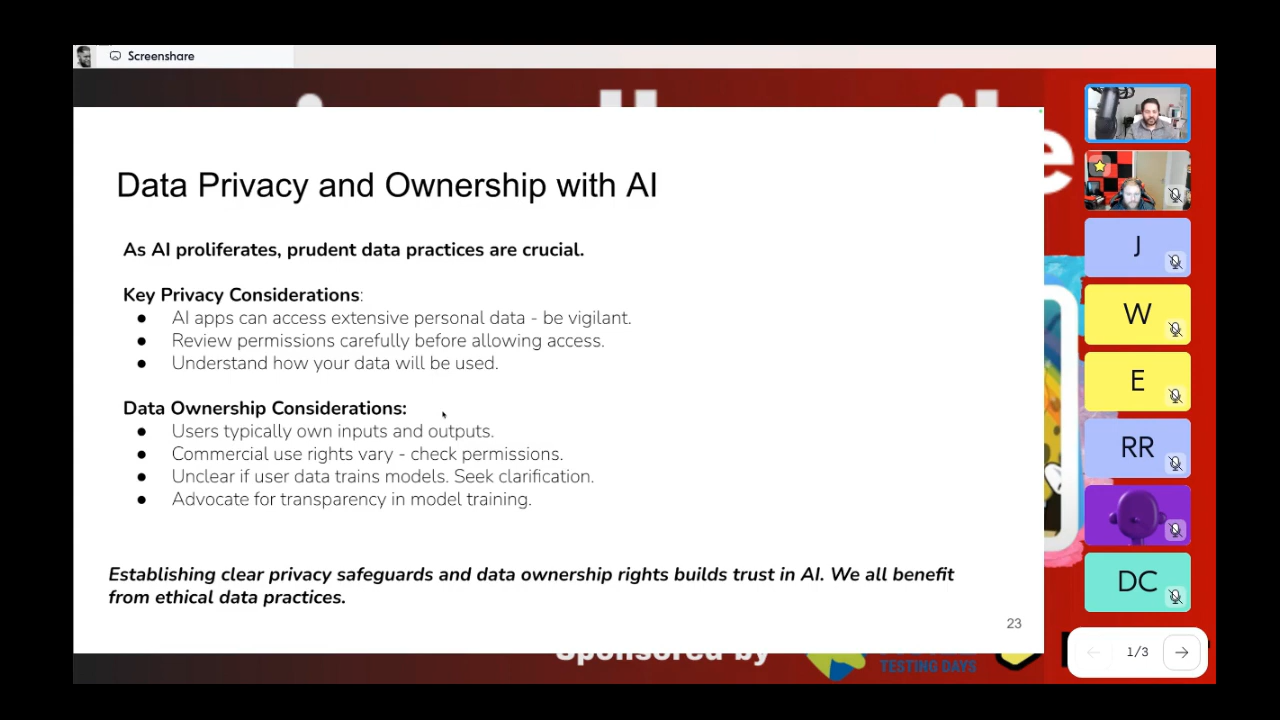 Screenshare
Data Privacy and Ownership with AI
As AI proliferates, prudent data practices are crucial.
Key Privacy Considerations:
● AI apps can access extensive personal data - be vigilant.
● Review permissions carefully before allowing access.
● Understand how your data will be used.
Data Ownership Considerations:
● Users typically own inputs and outputs.
● Commercial use rights vary - check permissions.
● Unclear if user data trains models. Seek clarification.
● Advocate for transparency in model training.
Establishing clear privacy safeguards and data ownership rights builds trust in AI. We all benefit
from ethical data practices.
23
J
W
E
RR
DC
1/3
Sponsored by
TESTING DAYS